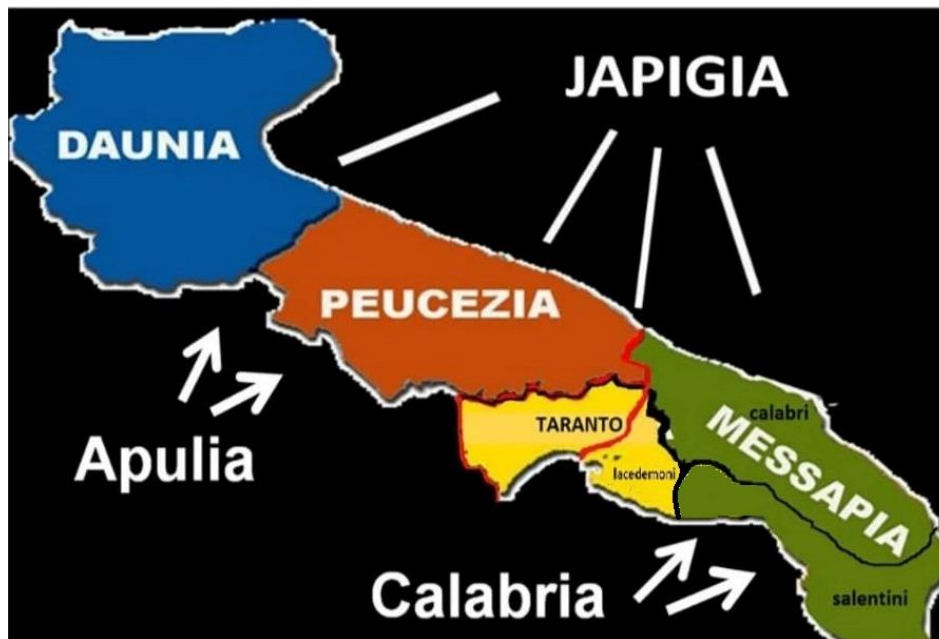 JAPIGIA
DAUNIA
PEUCEZIA
TARANTO
calabri
MESSAPIA
lacedemoni
Apulia
Calabria
salentini